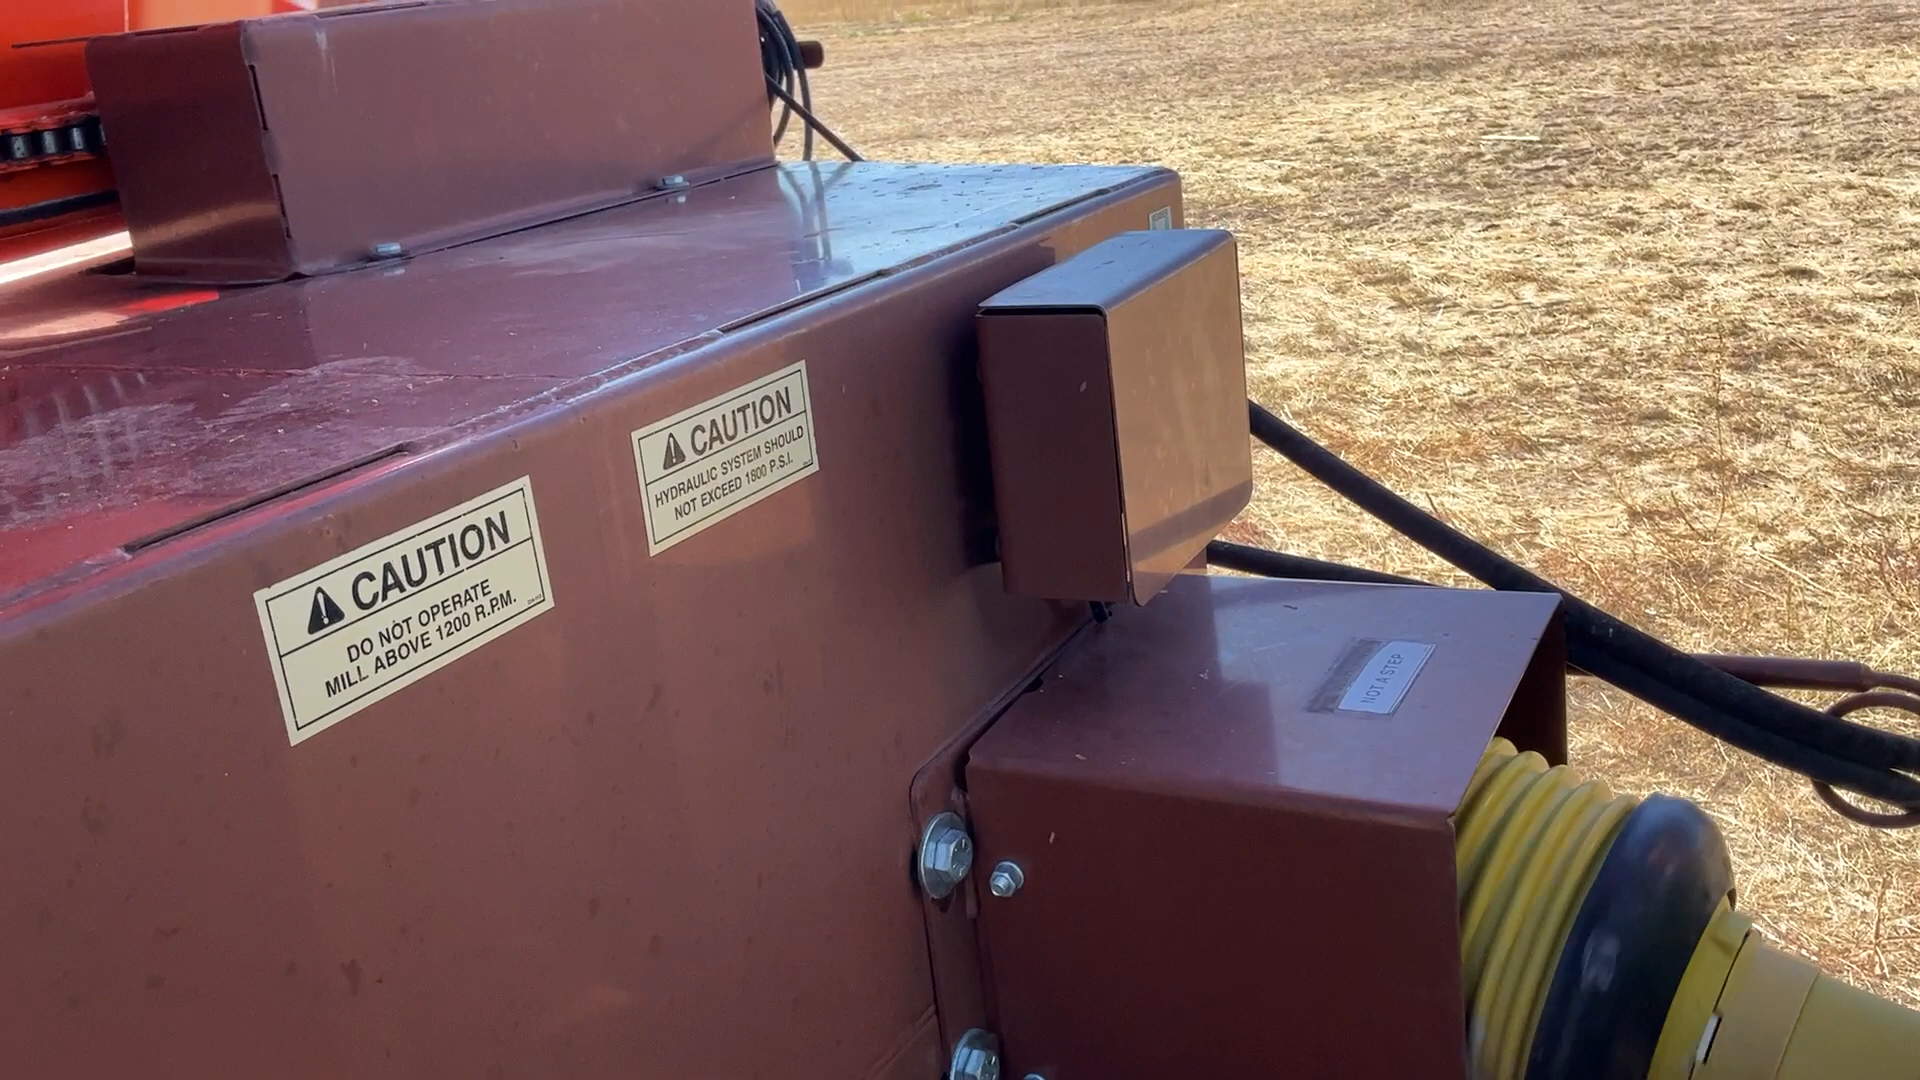 CAUTION
DO NOT OPERATE
MILL ABOVE 1200 R.P.M.
CAUTION
HYDRAULIC SYSTEM SHOULD
NOT EXCEED 1800 P.S.I.
NOT A STEP